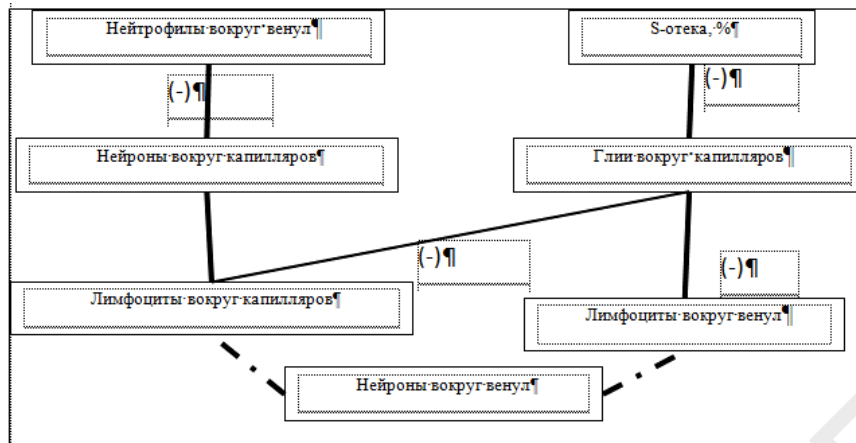 Нейтрофилы·вокруг·венул¶
S-отека,·%¶
(-)¶
(-)¶
Нейроны·вокруг·капилляров¶
Глии·вокруг·капилляров¶
(-)¶
(-)¶
Лимфоциты·вокруг·капилляров¶
Лимфоциты·вокруг·венул¶
Нейроны·вокруг·венул¶